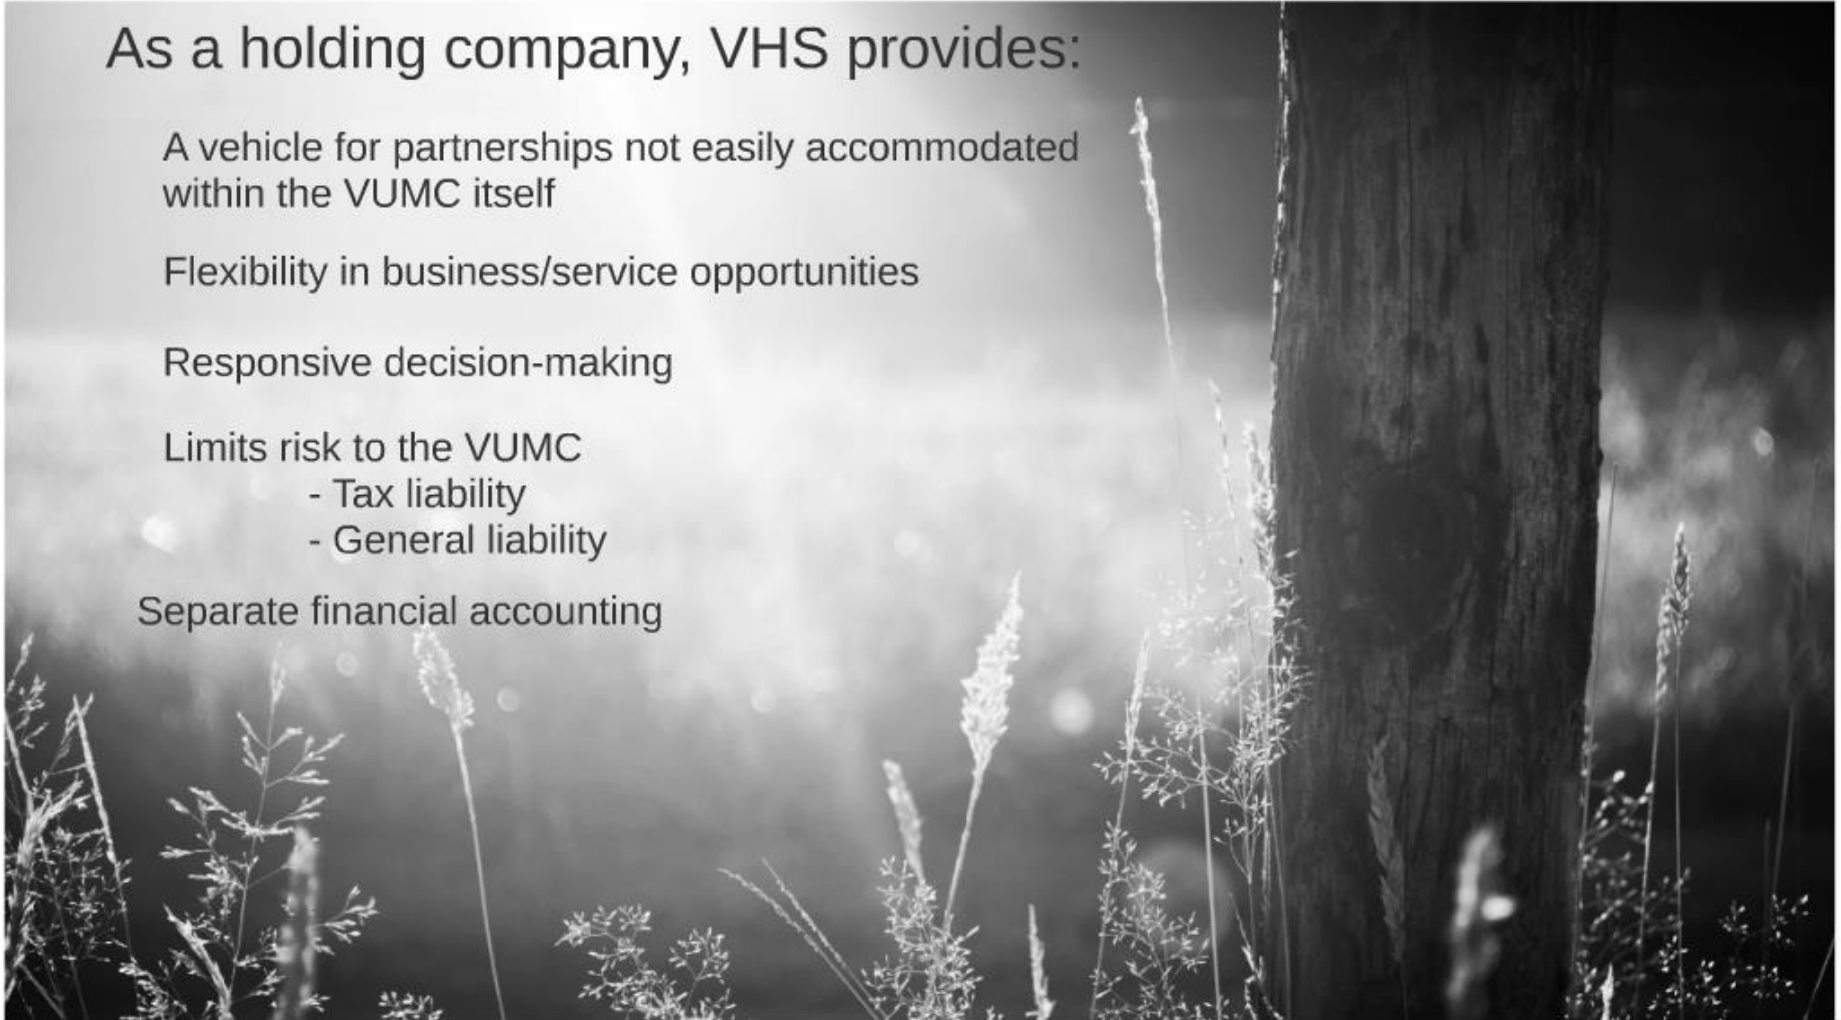 As a holding company, VHS provides:
A vehicle for partnerships not easily accommodated
within the VUMC itself
Flexibility in business/service opportunities
Responsive decision-making
Limits risk to the VUMC
- Tax liability
- General liability
Separate financial accounting